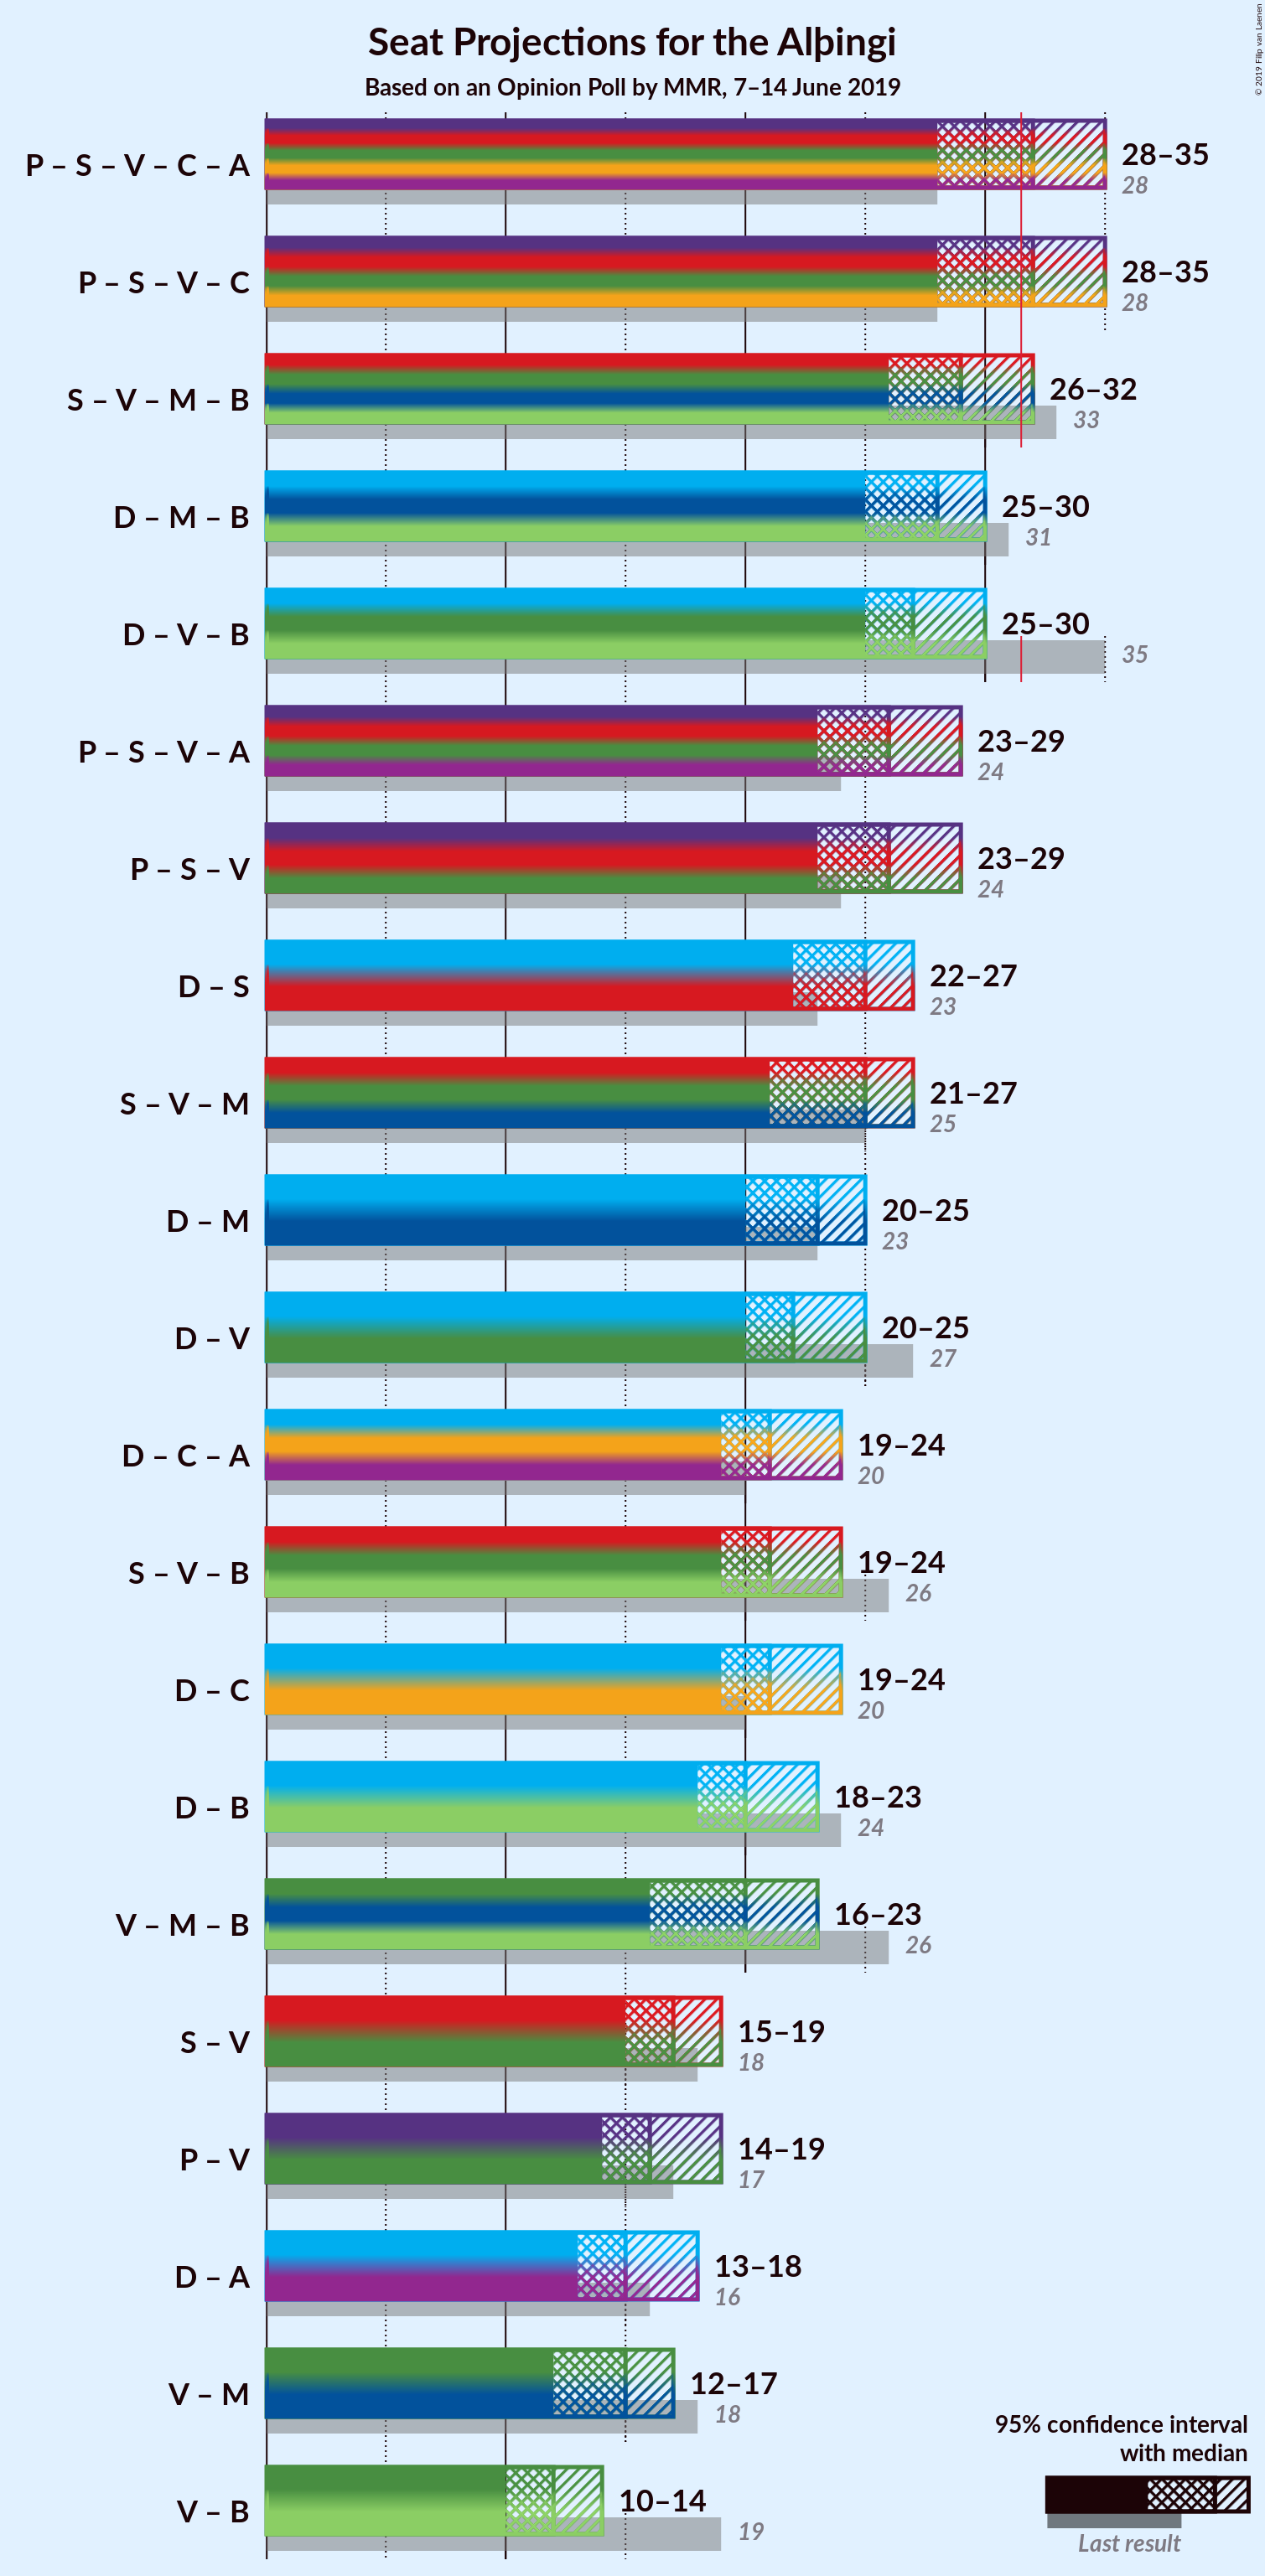 Seat Projections for the Alþingi
Based on an Opinion Poll by MMR, 7–14 June 2019
© 2019 Filip van Laenen
P – S – V – C – A
28–35
28
P – S – V – C
28–35
28
S – V – M – B
26–32
33
D – M – B
25–30
31
D – V – B
25–30
35
P – S – V – A
23–29
24
P – S – V
23–29
24
D – S
22–27
23
S – V – M
21–27
25
D – M
20–25
23
D – V
20–25
27
D – C – A
19–24
20
S – V – B
19–24
26
D – C
19–24
20
D – B
18–23
24
V – M – B
16–23
26
S – V
15–19
18
P – V
14–19
17
D – A
13–18
16
V – M
12–17
18
V – B
10–14
19
95% confidence interval
with median
Last result